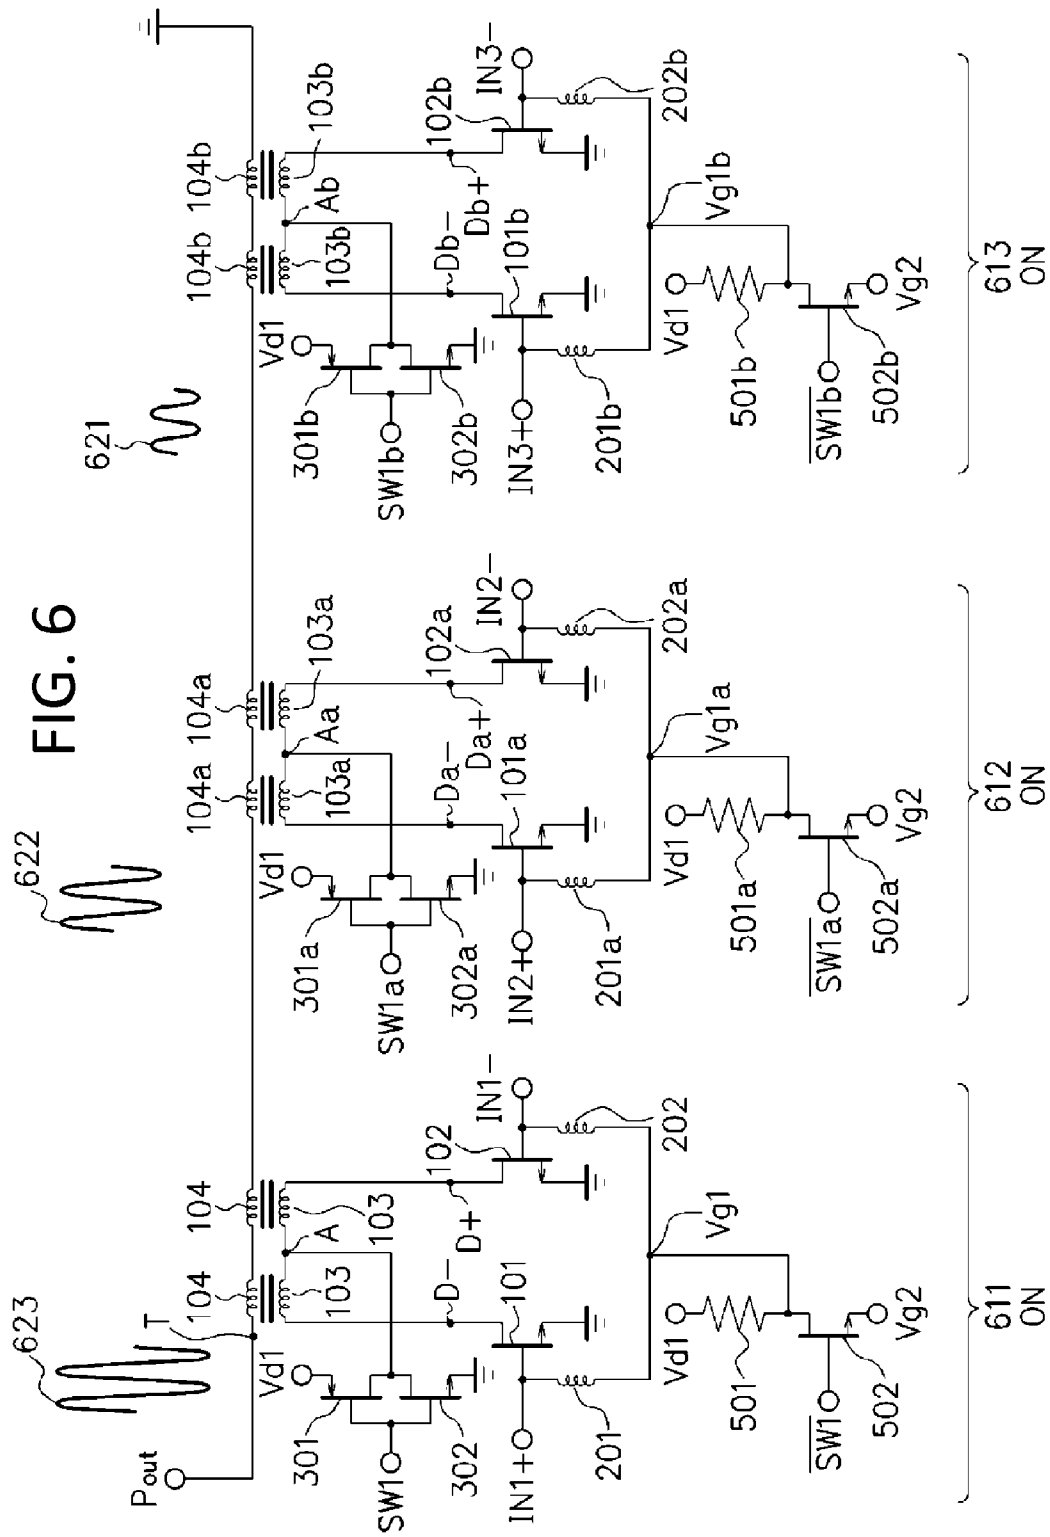 FIG. 6
623
622
621
Pout
T
104
104
104a
104a
104b
104b
103
103
103a
103a
103b
103b
A
Aa
Ab
Vd1
Vd1
Vd1
301
301a
301b
SW1
SW1a
SW1b
302
302a
302b
D-
D+
Da-
Da+
Db-
Db+
101
102
101a
102a
101b
102b
IN1+
IN1-
IN2+
IN2-
IN3+
IN3-
201
202
201a
202a
201b
202b
Vg1
Vg1a
Vg1b
Vd1
Vd1
Vd1
501
501a
501b
SW1
SW1a
SW1b
502
502a
502b
Vg2
Vg2
Vg2
611
ON
612
ON
613
ON